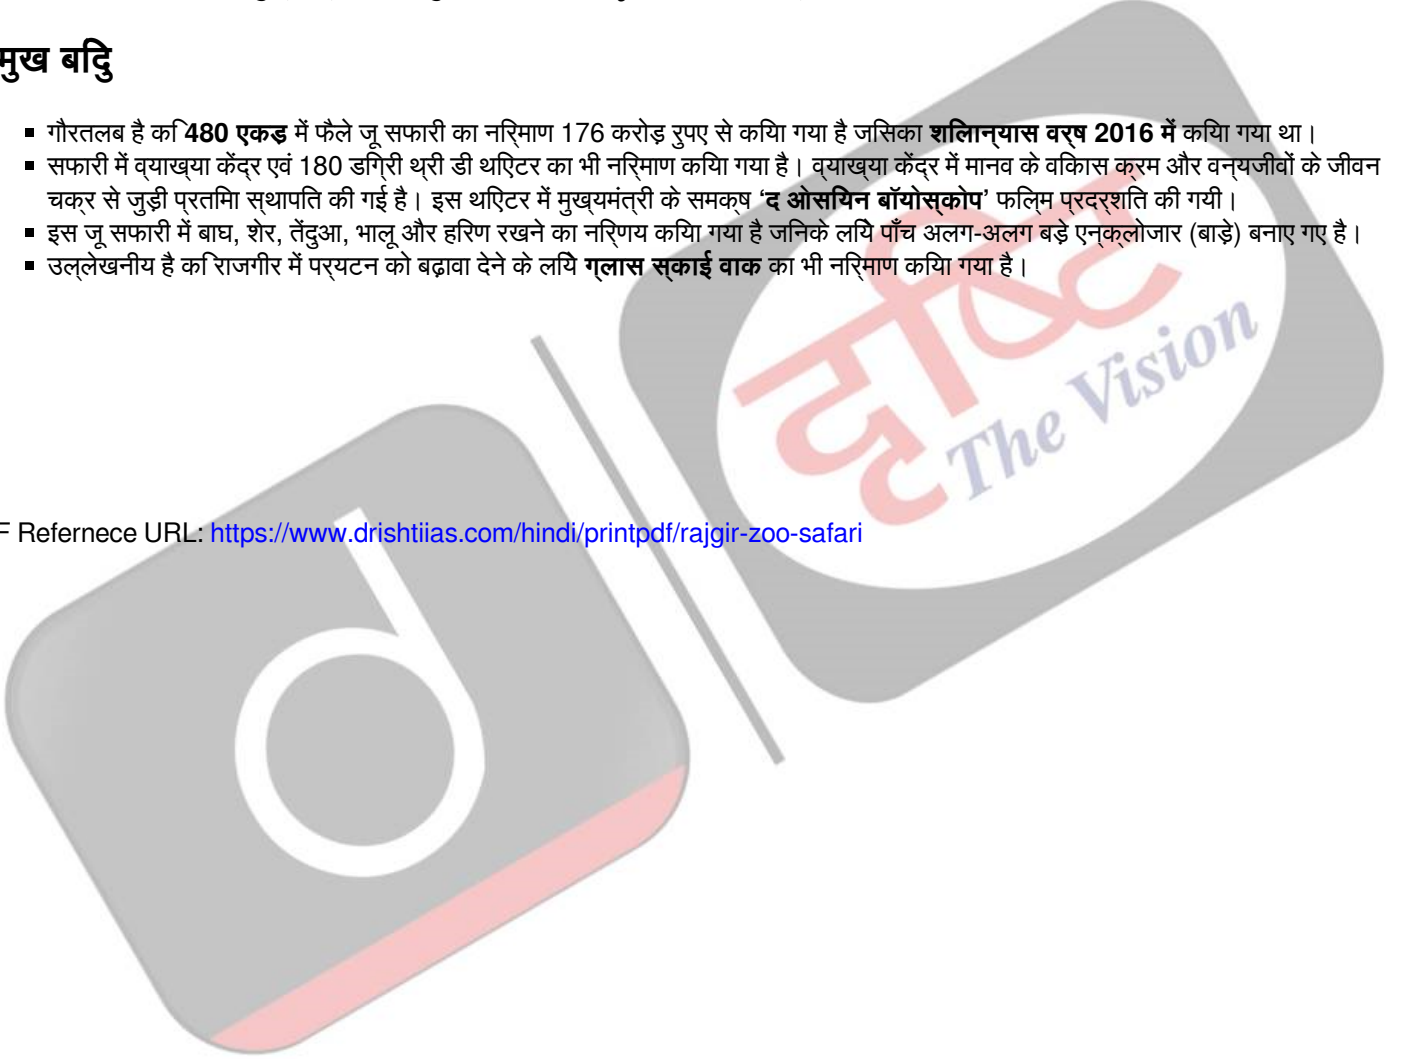 मुख बिंदु
गौरतलब है कि 480 एकड़ में फैले जू सफारी का निर्माण 176 करोड़ रुपए से किया गया है जिसका शिलान्यास वर्ष 2016 में किया गया था।
सफारी में व्याख्या केंद्र एवं 180 डिग्री थ्री डी थिएटर का भी निर्माण किया गया है। व्याख्या केंद्र में मानव के विकास क्रम और वन्यजीवों के जीवन
चक्र से जुड़ी प्रतिमा स्थापित की गई है। इस थिएटर में मुख्यमंत्री के समक्ष ‘द ओसियन बॉयोस्कोप’ फिल्म प्रदर्शित की गयी।
इस जू सफारी में बाघ, शेर, तेंदुआ, भालू और हरिण रखने का निर्णय किया गया है जिनके लिये पाँच अलग-अलग बड़े एन्क्लोजार (बाड़े) बनाए गए है।
उल्लेखनीय है कि राजगीर में पर्यटन को बढ़ावा देने के लिये ग्लास स्काई वाक का भी निर्माण किया गया है।
दृष्टि
The Vision
F Refernece URL: https://www.drishtiias.com/hindi/printpdf/rajgir-zoo-safari
d